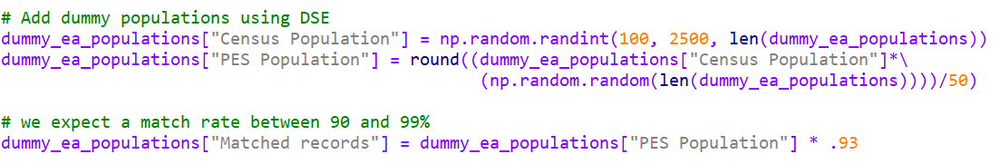 # Add dummy populations using DSE
dummy_ea_populations["Census Population"] = np.random.randint(100, 2500, len(dummy_ea_populations))
dummy_ea_populations["PES Population"] = round((dummy_ea_populations["Census Population"]*\
(np.random.random(len(dummy_ea_populations))))/50)
# we expect a match rate between 90 and 99%
dummy_ea_populations["Matched records"] = dummy_ea_populations["PES Population"] * .93